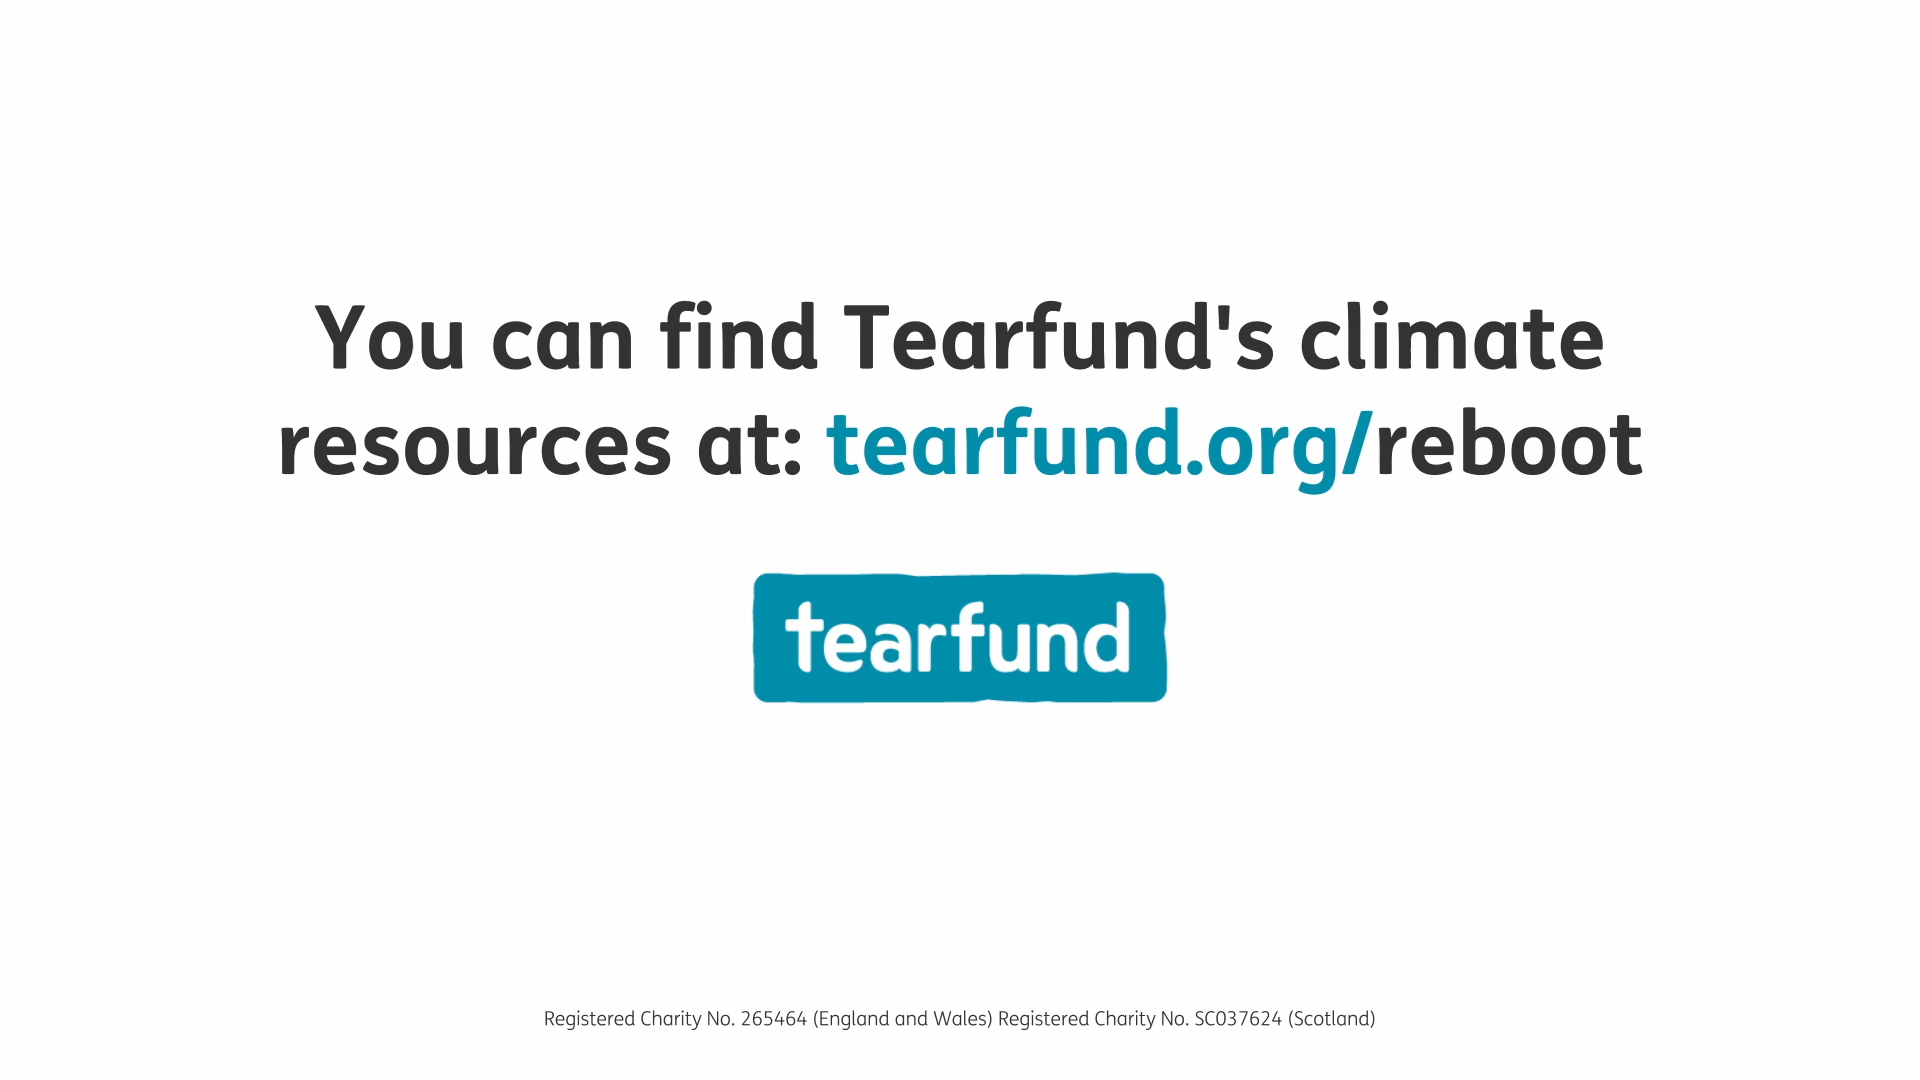 You can find Tearfund's climate
resources at: tearfund.org/reboot
tearfund
Registered Charity No. 265464 (England and Wales) Registered Charity No. SC037624 (Scotland)